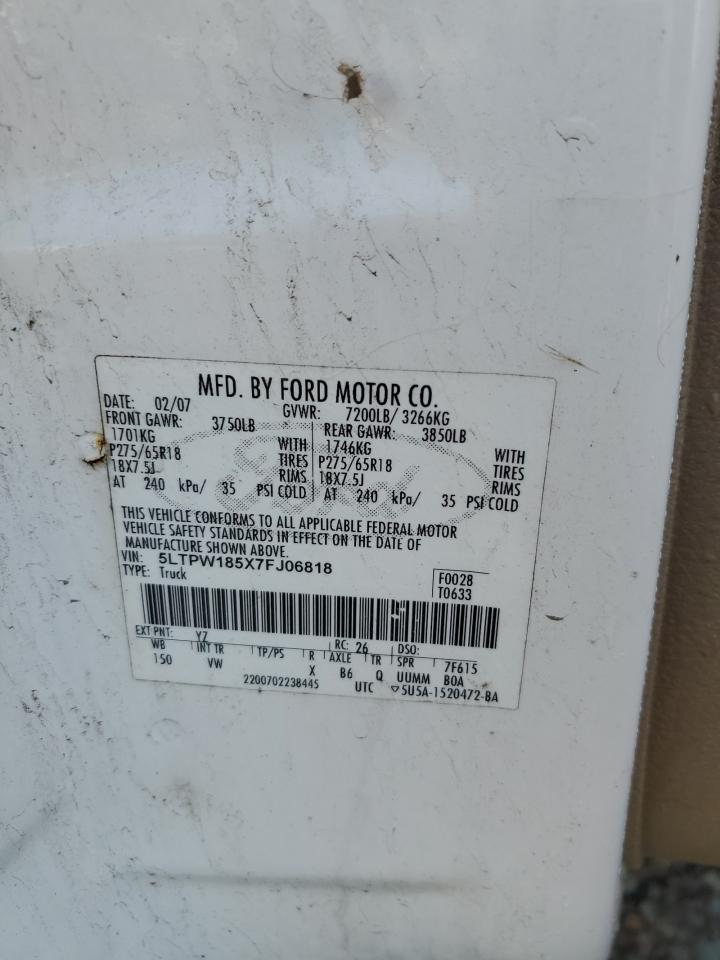 MFD. BY FORD MOTOR CO.
DATE: 02/07 GVWR: 7200LB/ 3266KG
FRONT GAWR: 3750LB REAR GAWR: 3850LB
1701KG WITH 1746KG WITH
P275/65R18 TIRES P275/65R18 TIRES
18X7.5J RIMS 18X7.5J RIMS
AT 240 kPa/ 35 PSI COLD AT 240 kPa/ 35 PSI COLD
THIS VEHICLE CONFORMS TO ALL APPLICABLE FEDERAL MOTOR
VEHICLE SAFETY STANDARDS IN EFFECT ON THE DATE OF
MANUFACTURE SHOWN ABOVE.
VIN: 5LTPW185X7FJ06818
TYPE: Truck
F0028
T0633
EXT PNT: YZ RC: 26 DSO:
WB INT TR TP/PS R AXLE TR SPR 7F615
150 VW X B6 Q UUMM BOA
2200702238445 UTC ▽5U5A-1520472-BA